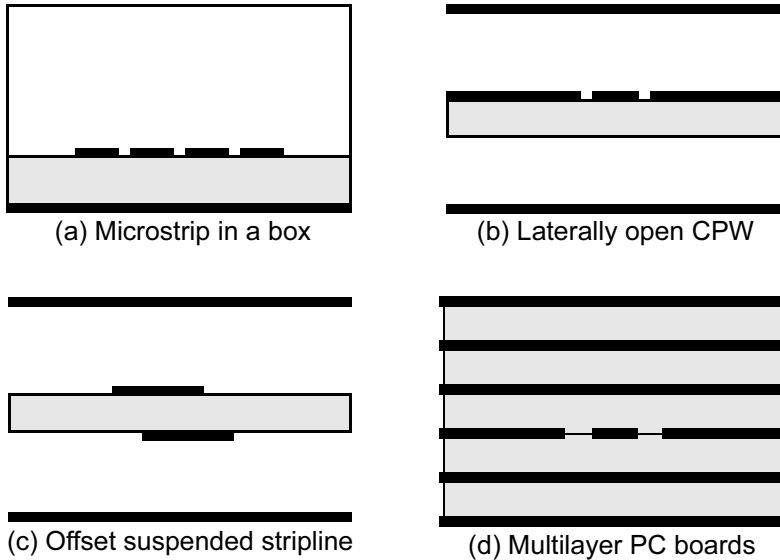 (a) Microstrip in a box
(b) Laterally open CPW
(c) Offset suspended stripline
(d) Multilayer PC boards